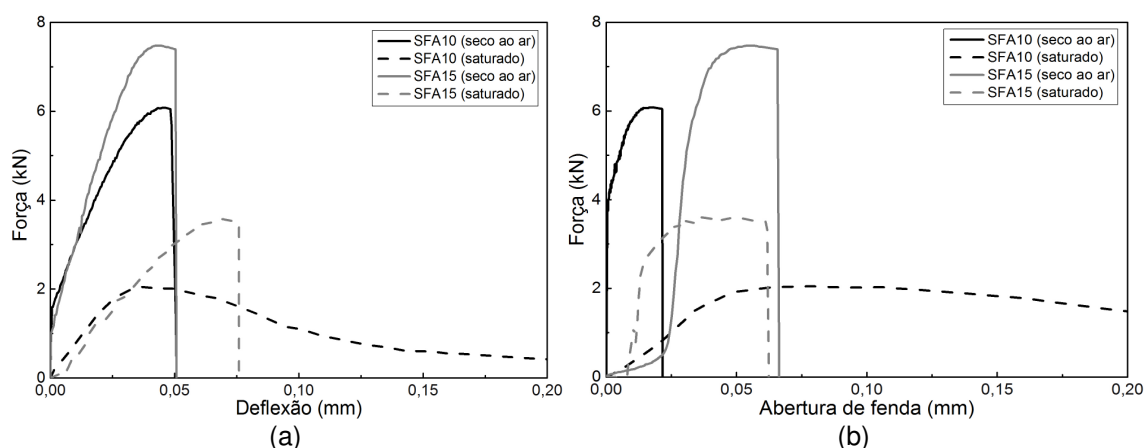 8
6
4
2
0
Força (kN)
0,00
0,05
0,10
0,15
0,20
Deflexão (mm)
SFA10 (seco ao ar)
SFA10 (saturado)
SFA15 (seco ao ar)
SFA15 (saturado)
(a)
8
6
4
2
0
Força (kN)
0,00
0,05
0,10
0,15
0,20
Abertura de fenda (mm)
SFA10 (seco ao ar)
SFA10 (saturado)
SFA15 (seco ao ar)
SFA15 (saturado)
(b)